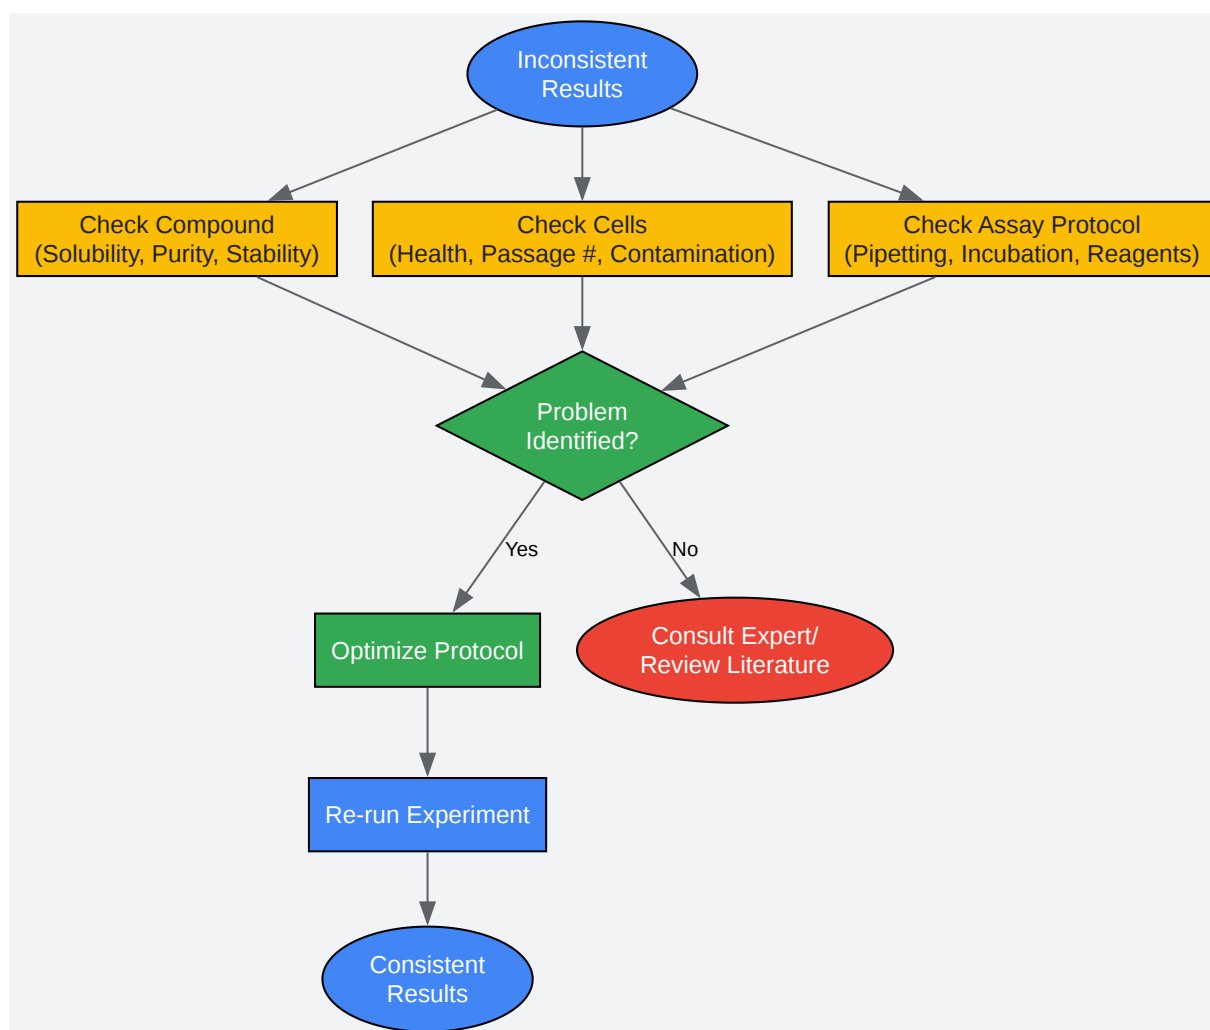 Inconsistent
Results
Check Compound
(Solubility, Purity, Stability)
Check Cells
(Health, Passage #, Contamination)
Check Assay Protocol
(Pipetting, Incubation, Reagents)
Problem
Identified?
Yes
No
Optimize Protocol
Consult Expert/
Review Literature
Re-run Experiment
Consistent
Results